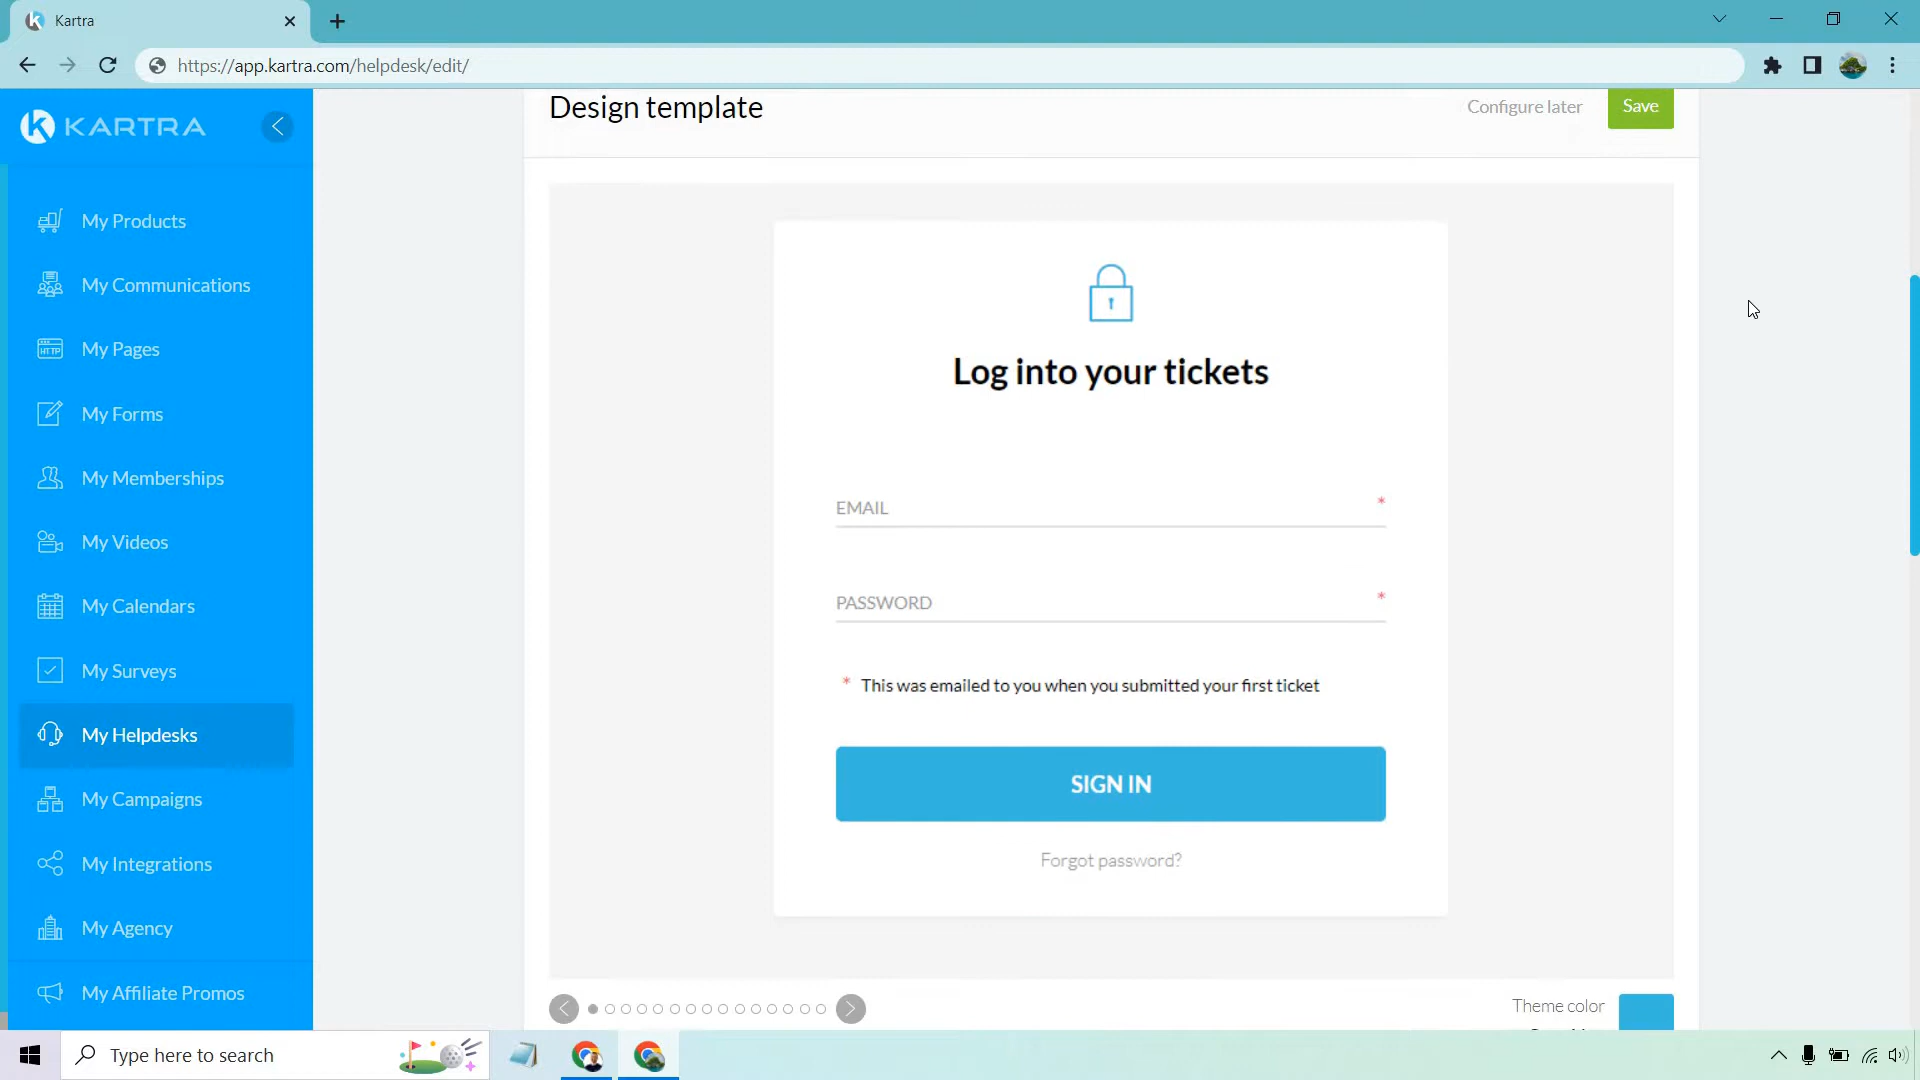 Kartra
https://app.kartra.com/helpdesk/edit/
KARTRA
My Products
My Communications
HTTP
My Pages
My Forms
My Memberships
My Videos
My Calendars
My Surveys
My Helpdesks
My Campaigns
My Integrations
My Agency
My Affiliate Promos
Design template
Configure later
Save
Log into your tickets
EMAIL *
PASSWORD *
* This was emailed to you when you submitted your first ticket
SIGN IN
Forgot password?
Theme color
Type here to search